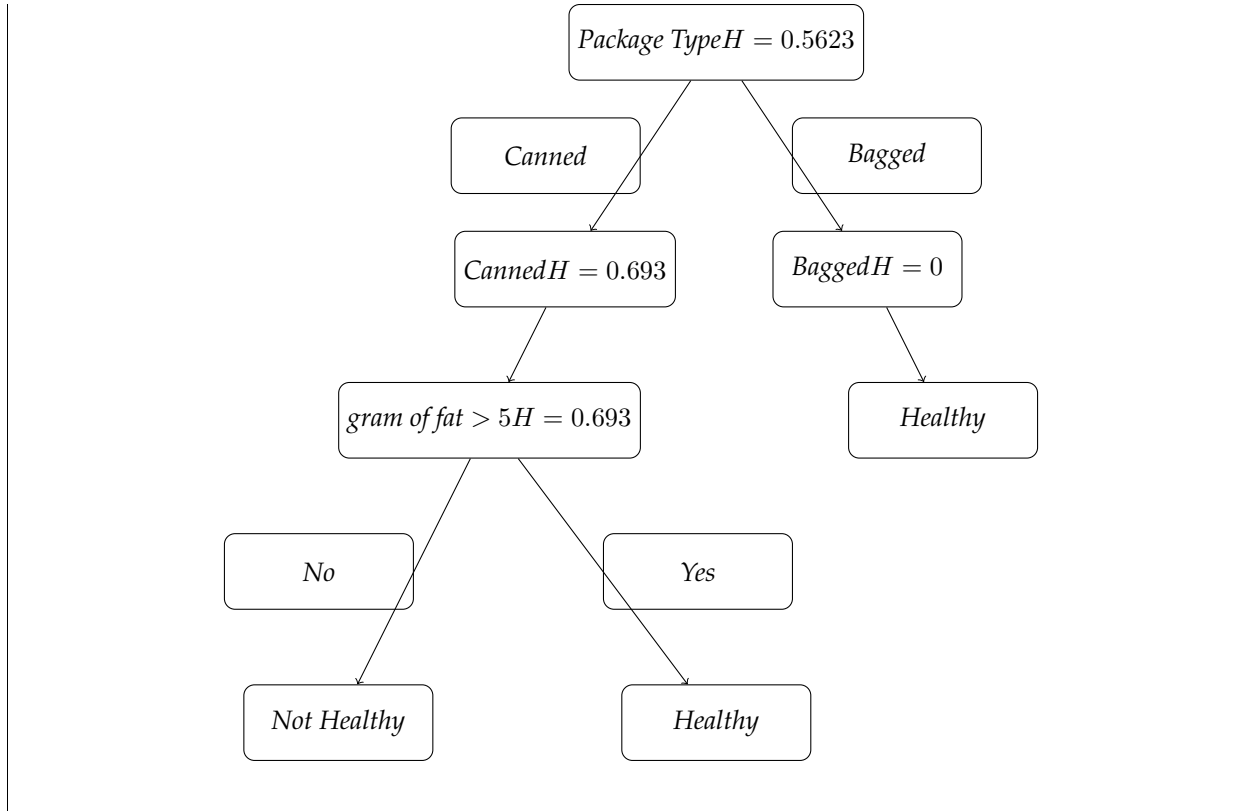 Package TypeH = 0.5623
Canned
Bagged
CannedH = 0.693
BaggedH = 0
gram of fat > 5H = 0.693
Healthy
No
Yes
Not Healthy
Healthy